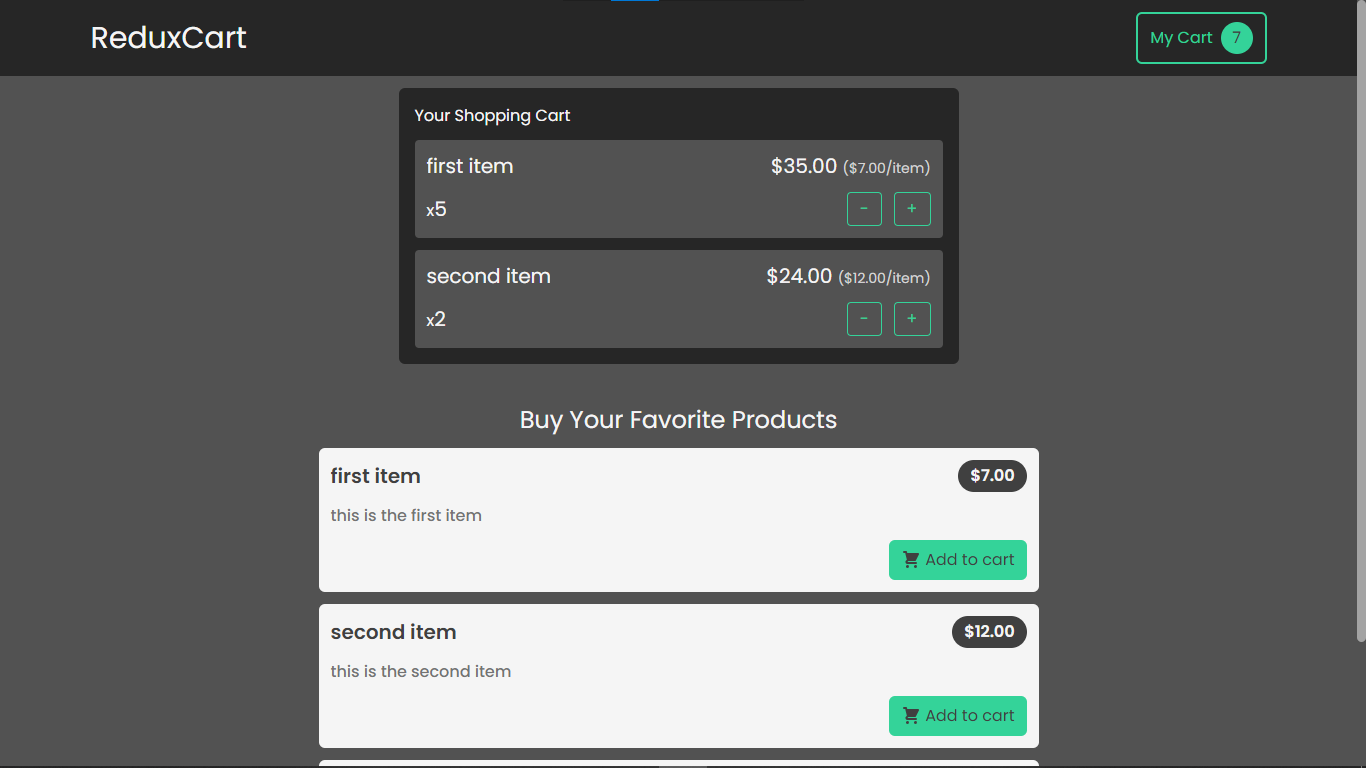 ReduxCart
My Cart 7
Your Shopping Cart
first item $35.00 ($7.00/item)
x5 - +
second item $24.00 ($12.00/item)
x2 - +
Buy Your Favorite Products
first item $7.00
this is the first item
Add to cart
second item $12.00
this is the second item
Add to cart